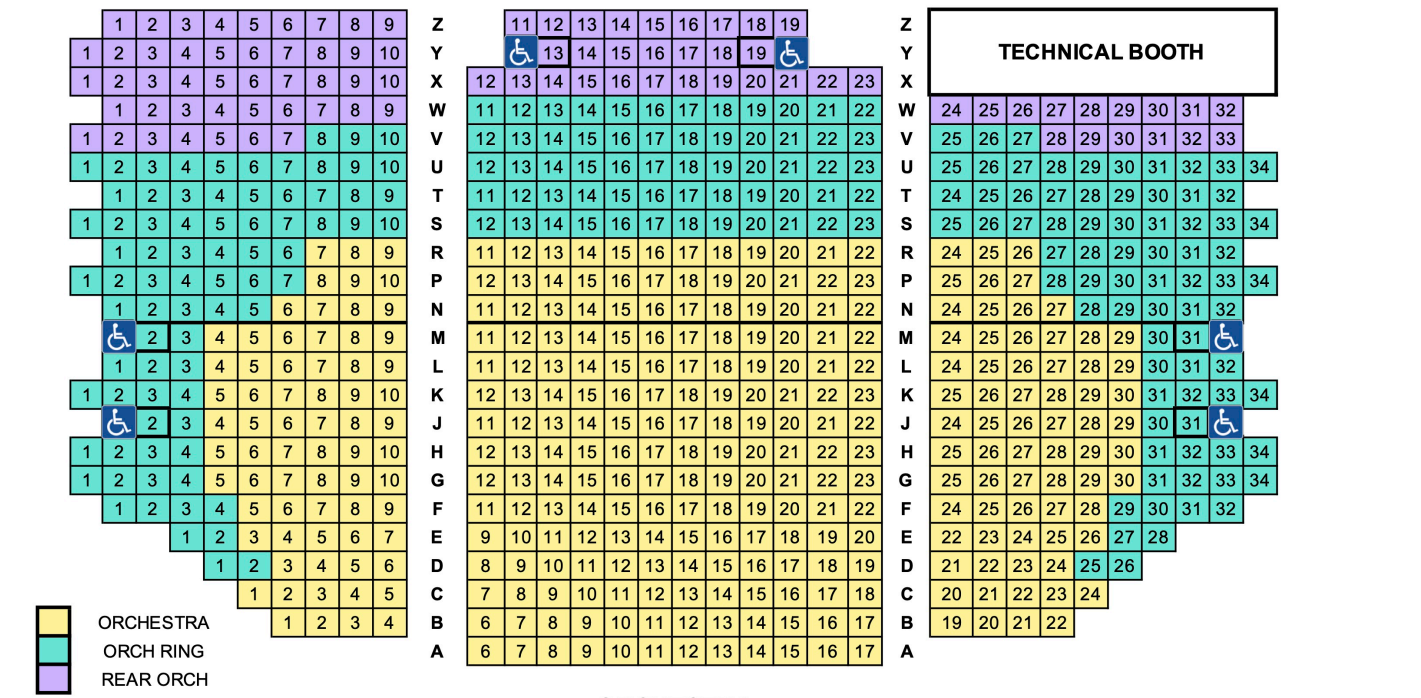 1 2 3 4 5 6 7 8 9 Z 11 12 13 14 15 16 17 18 19 Z
1 2 3 4 5 6 7 8 9 10 Y 13 14 15 16 17 18 19 Y TECHNICAL BOOTH
1 2 3 4 5 6 7 8 9 10 X 12 13 14 15 16 17 18 19 20 21 22 23 X
1 2 3 4 5 6 7 8 9 W 11 12 13 14 15 16 17 18 19 20 21 22 W 24 25 26 27 28 29 30 31 32
1 2 3 4 5 6 7 8 9 10 V 12 13 14 15 16 17 18 19 20 21 22 23 V 25 26 27 28 29 30 31 32 33
1 2 3 4 5 6 7 8 9 10 U 12 13 14 15 16 17 18 19 20 21 22 23 U 25 26 27 28 29 30 31 32 33 34
1 2 3 4 5 6 7 8 9 T 11 12 13 14 15 16 17 18 19 20 21 22 T 24 25 26 27 28 29 30 31 32
1 2 3 4 5 6 7 8 9 10 S 12 13 14 15 16 17 18 19 20 21 22 23 S 25 26 27 28 29 30 31 32 33 34
1 2 3 4 5 6 7 8 9 R 11 12 13 14 15 16 17 18 19 20 21 22 R 24 25 26 27 28 29 30 31 32
1 2 3 4 5 6 7 8 9 10 P 12 13 14 15 16 17 18 19 20 21 22 23 P 25 26 27 28 29 30 31 32 33 34
1 2 3 4 5 6 7 8 9 N 11 12 13 14 15 16 17 18 19 20 21 22 N 24 25 26 27 28 29 30 31 32
2 3 4 5 6 7 8 9 M 11 12 13 14 15 16 17 18 19 20 21 22 M 24 25 26 27 28 29 30 31
1 2 3 4 5 6 7 8 9 L 11 12 13 14 15 16 17 18 19 20 21 22 L 24 25 26 27 28 29 30 31 32
1 2 3 4 5 6 7 8 9 10 K 12 13 14 15 16 17 18 19 20 21 22 23 K 25 26 27 28 29 30 31 32 33 34
2 3 4 5 6 7 8 9 J 11 12 13 14 15 16 17 18 19 20 21 22 J 24 25 26 27 28 29 30 31
1 2 3 4 5 6 7 8 9 10 H 12 13 14 15 16 17 18 19 20 21 22 23 H 25 26 27 28 29 30 31 32 33 34
1 2 3 4 5 6 7 8 9 10 G 12 13 14 15 16 17 18 19 20 21 22 23 G 25 26 27 28 29 30 31 32 33 34
1 2 3 4 5 6 7 8 9 F 11 12 13 14 15 16 17 18 19 20 21 22 F 24 25 26 27 28 29 30 31 32
1 2 3 4 5 6 7 E 9 10 11 12 13 14 15 16 17 18 19 20 E 22 23 24 25 26 27 28
1 2 3 4 5 6 D 8 9 10 11 12 13 14 15 16 17 18 19 D 21 22 23 24 25 26
1 2 3 4 5 C 7 8 9 10 11 12 13 14 15 16 17 18 C 20 21 22 23 24
1 2 3 4 B 6 7 8 9 10 11 12 13 14 15 16 17 B 19 20 21 22
A 6 7 8 9 10 11 12 13 14 15 16 17 A
ORCHESTRA
ORCH RING
REAR ORCH